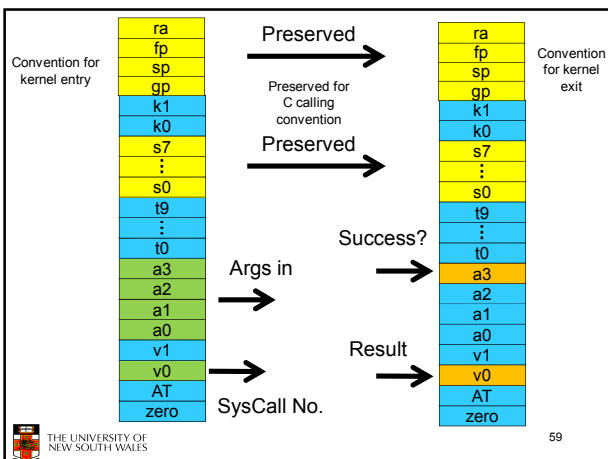 Convention for
kernel entry
ra
fp
sp
gp
k1
k0
s7
⋮
s0
t9
⋮
t0
a3
a2
a1
a0
v1
v0
AT
zero
Preserved
Preserved for
C calling
convention
Preserved
Args in
SysCall No.
Success?
Result
ra
fp
sp
gp
k1
k0
s7
⋮
s0
t9
⋮
t0
a3
a2
a1
a0
v1
v0
AT
zero
Convention
for kernel
exit
THE UNIVERSITY OF
NEW SOUTH WALES
59